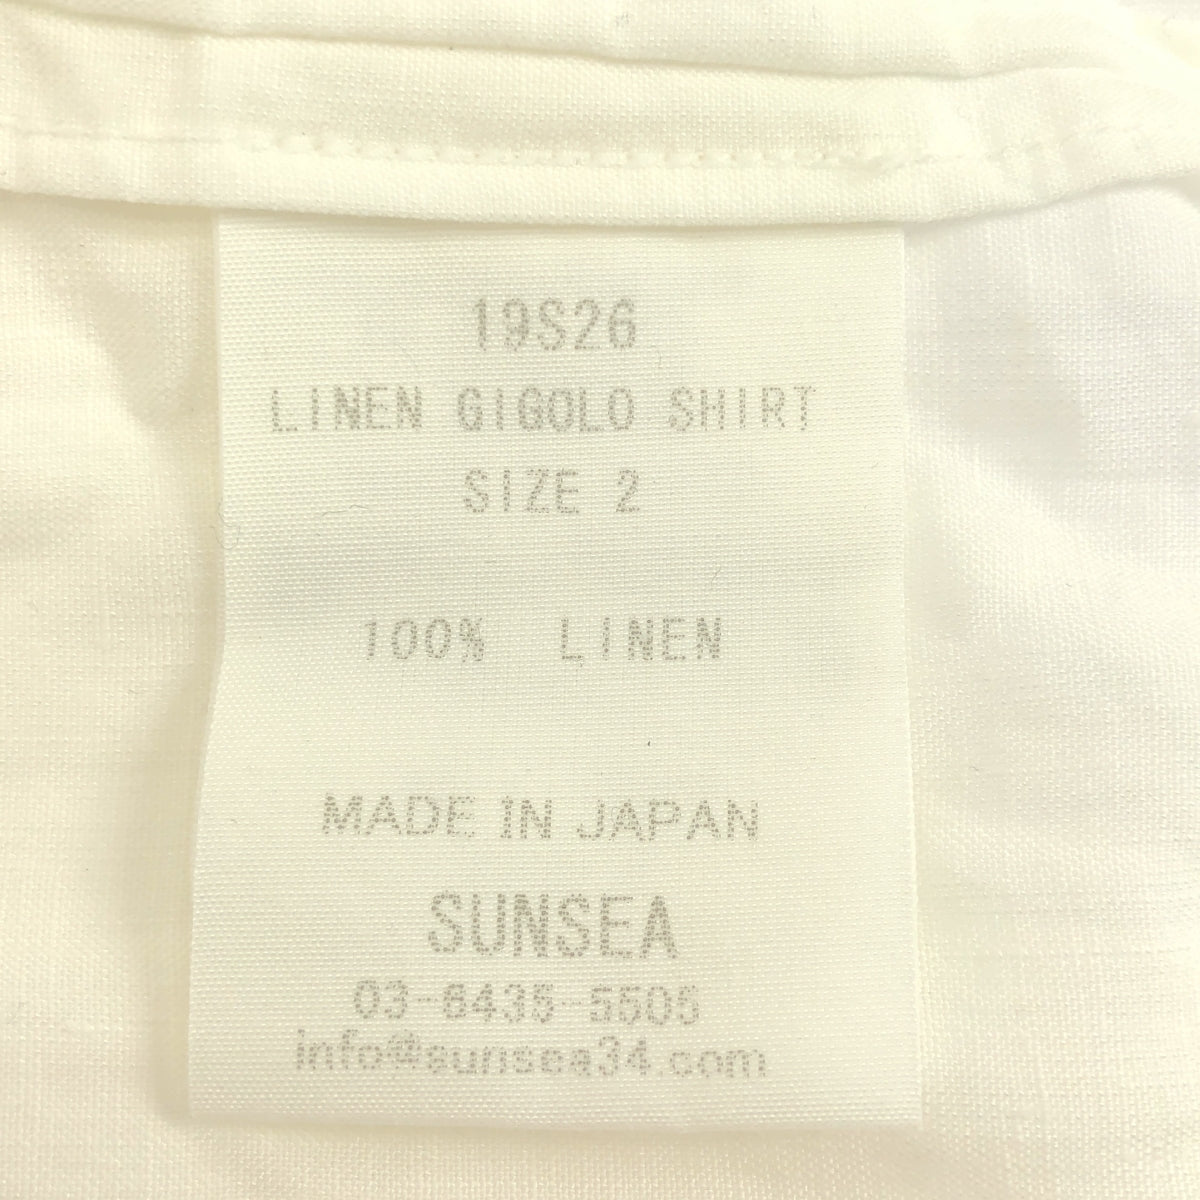 19S26
LINEN GIGOLO SHIRT
SIZE 2
100% LINEN
MADE IN JAPAN
SUNSEA
03-6435-5505
info@sunsea34.com